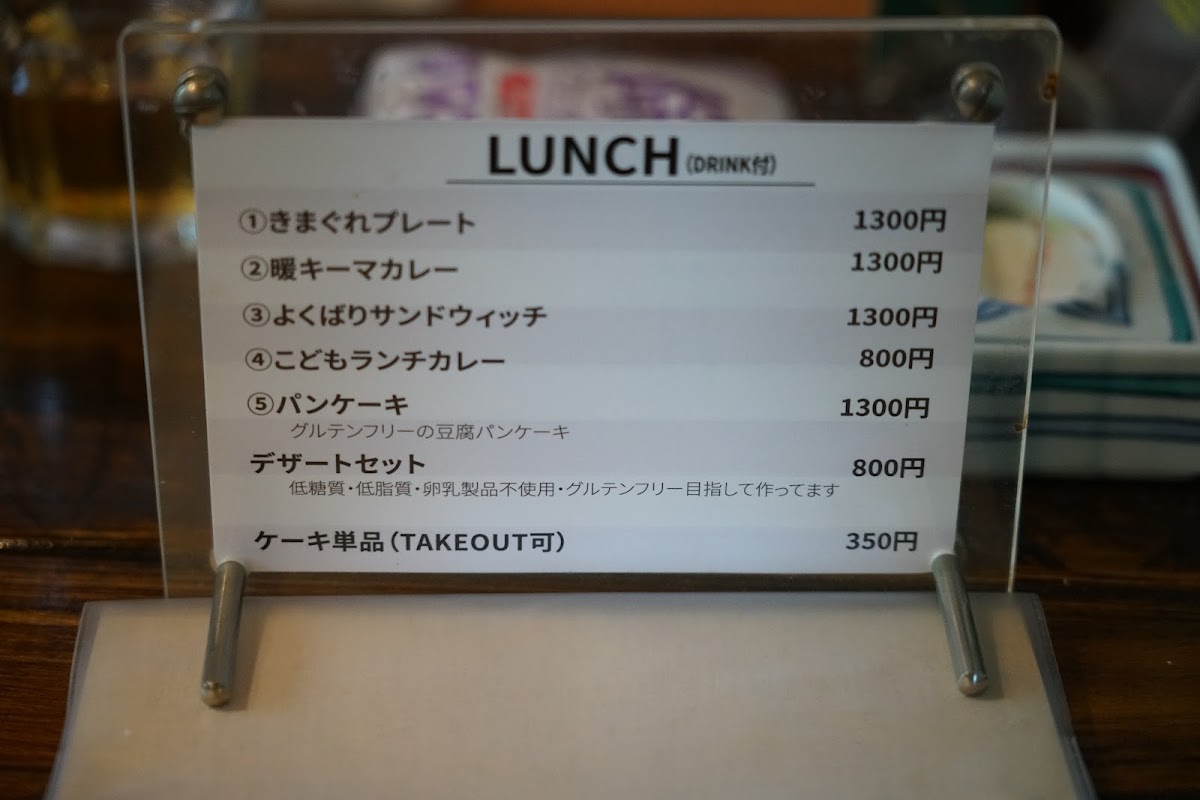 LUNCH(DRINK付)
①きまぐれプレート 1300円
②暖キーマカレー 1300円
③よくばりサンドウィッチ 1300円
④こどもランチカレー 800円
⑤パンケーキ 1300円
グルテンフリーの豆腐パンケーキ
デザートセット 800円
低糖質・低脂質・卵乳製品不使用・グルテンフリー目指して作ってます
ケーキ単品(TAKEOUT可) 350円